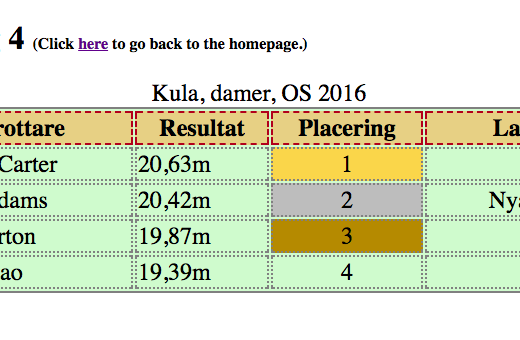 4 (Click here to go back to the homepage.)
Kula, damer, OS 2016
rottare Resultat Placering La
Carter 20,63m 1
dams 20,42m 2 Nya
rton 19,87m 3
ao 19,39m 4